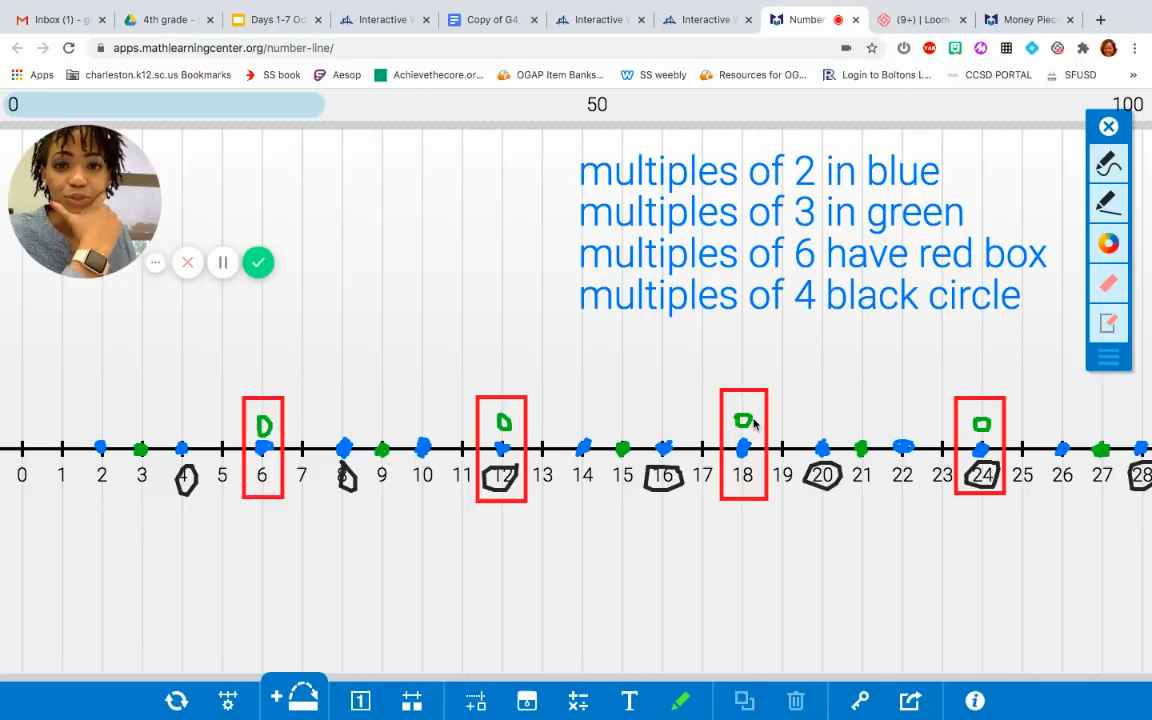 Inbox (1) - g
4th grade -
Days 1-7 Oc
Interactive V
Copy of G4_
Interactive
Interactive W
Number
(9+) | Loom
Money Piec
apps.mathlearningcenter.org/number-line/
Apps
charleston.k12.sc.us Bookmarks
SS book
Aesop
Achievethecore.or...
OGAP Item Banks...
SS weekly
Resources for OG...
Login to Boltons L...
CCSD PORTAL
SFUSD
»
0 50 100
multiples of 2 in blue
multiples of 3 in green
multiples of 6 have red box
multiples of 4 black circle
0 1 2 3 4 5 6 7 8 9 10 11 12 13 14 15 16 17 18 19 20 21 22 23 24 25 26 27 28